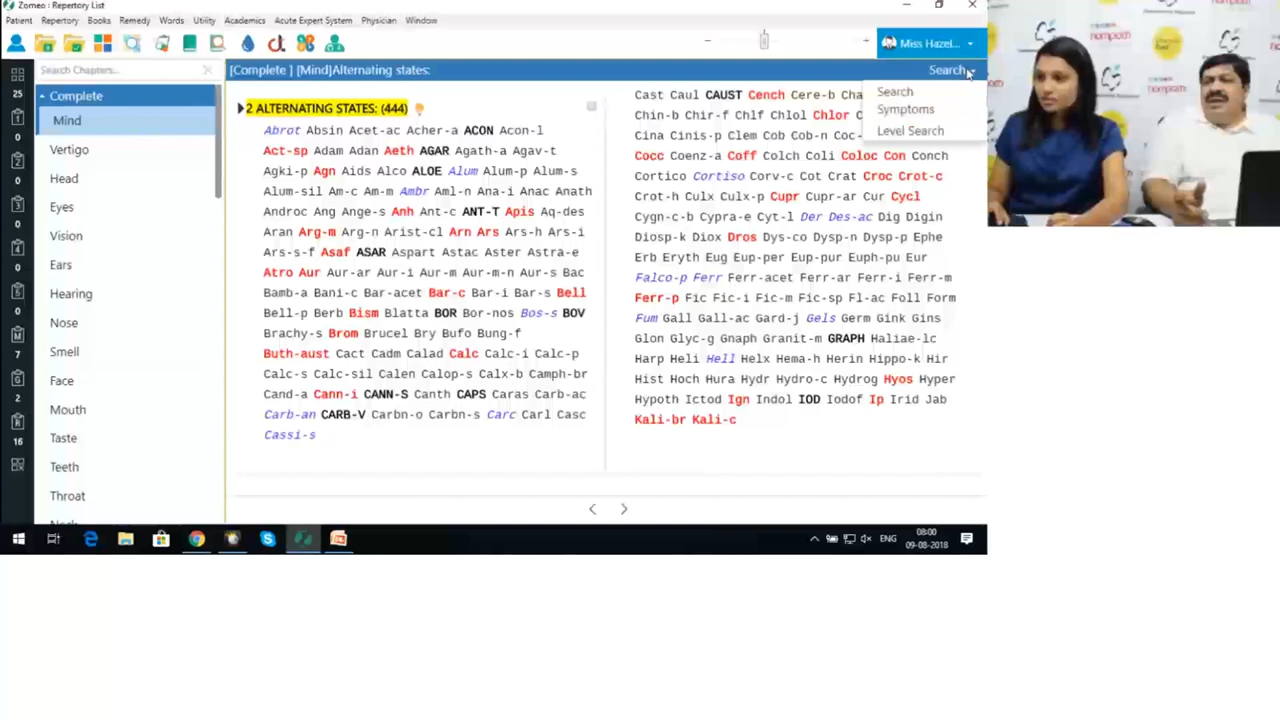 Zomeo : Repertory List
Patient Repertory Books Remedy Words Utility Academics Acute Expert System Physician Window
Miss Hazel...
Search Chapters...
[Complete ] [Mind]Alternating states:
Search
Search
Symptoms
Level Search
25
1
0
2
0
3
0
4
0
5
0
M
7
G
2
R
16
Complete
Mind
Vertigo
Head
Eyes
Vision
Ears
Hearing
Nose
Smell
Face
Mouth
Taste
Teeth
Throat
2 ALTERNATING STATES: (444)
Abrot Absin Acet-ac Acher-a ACON Acon-l
Act-sp Adam Adan Aeth AGAR Agath-a Agav-t
Agki-p Agn Aids Alco ALOE Alum Alum-p Alum-s
Alum-sil Am-c Am-m Ambr Aml-n Ana-i Anac Anath
Androc Ang Ange-s Anh Ant-c ANT-T Apis Aq-des
Aran Arg-m Arg-n Arist-cl Arn Ars Ars-h Ars-i
Ars-s-f Asaf ASAR Aspart Astac Aster Astra-e
Atro Aur Aur-ar Aur-i Aur-m Aur-m-n Aur-s Bac
Bamb-a Bani-c Bar-acet Bar-c Bar-i Bar-s Bell
Bell-p Berb Bism Blatta BOR Bor-nos Bos-s BOV
Brachy-s Brom Brucel Bry Bufo Bung-f
Buth-aust Cact Cadm Calad Calc Calc-i Calc-p
Calc-s Calc-sil Calen Calop-s Calx-b Camph-br
Cand-a Cann-i CANN-S Canth CAPS Caras Carb-ac
Carb-an CARB-V Carbn-o Carbn-s Carc Carl Casc
Cassi-s
Cast Caul CAUST Cench Cere-b Cha
Chin-b Chir-f Chlf Chlol Chlor C
Cina Cinis-p Clem Cob Cob-n Coc-
Cocc Coenz-a Coff Colch Coli Coloc Con Conch
Cortico Cortiso Corv-c Cot Crat Croc Crot-c
Crot-h Culx Culx-p Cupr Cupr-ar Cur Cycl
Cygn-c-b Cypra-e Cyt-l Der Des-ac Dig Digin
Diosp-k Diox Dros Dys-co Dysp-n Dysp-p Ephe
Erb Eryth Eug Eup-per Eup-pur Euph-pu Eur
Falco-p Ferr Ferr-acet Ferr-ar Ferr-i Ferr-m
Ferr-p Fic Fic-i Fic-m Fic-sp Fl-ac Foll Form
Fum Gall Gall-ac Gard-j Gels Germ Gink Gins
Glon Glyc-g Gnaph Granit-m GRAPH Haliae-lc
Harp Heli Hell Helx Hema-h Herin Hippo-k Hir
Hist Hoch Hura Hydr Hydro-c Hydrog Hyos Hyper
Hypoth Ictod Ign Indol IOD Iodof Ip Irid Jab
Kali-br Kali-c
ENG
08:00
09-08-2018